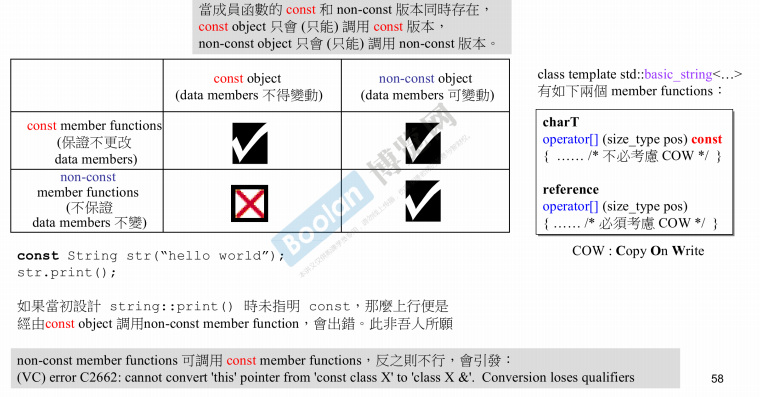 當成員函數的 const 和 non-const 版本同時存在，
const object 只會 (只能) 調用 const 版本，
non-const object 只會 (只能) 調用 non-const 版本。
const object
(data members 不得變動)
non-const object
(data members 可變動)
const member functions
(保證不更改
data members)
non-const
member functions
(不保證
data members 不變)
class template std::basic_string<…>
有如下兩個 member functions：
charT
operator[] (size_type pos) const
{ …… /* 不必考慮 COW */ }
reference
operator[] (size_type pos)
{ …… /* 必須考慮 COW */ }
COW : Copy On Write
const String str(“hello world”);
str.print();
如果當初設計 string::print() 時未指明 const，那麼上行便是
經由const object 調用non-const member function，會出錯。此非吾人所願
non-const member functions 可調用 const member functions，反之則不行，會引發：
(VC) error C2662: cannot convert 'this' pointer from 'const class X' to 'class X &'. Conversion loses qualifiers
58
Boolan 博览网